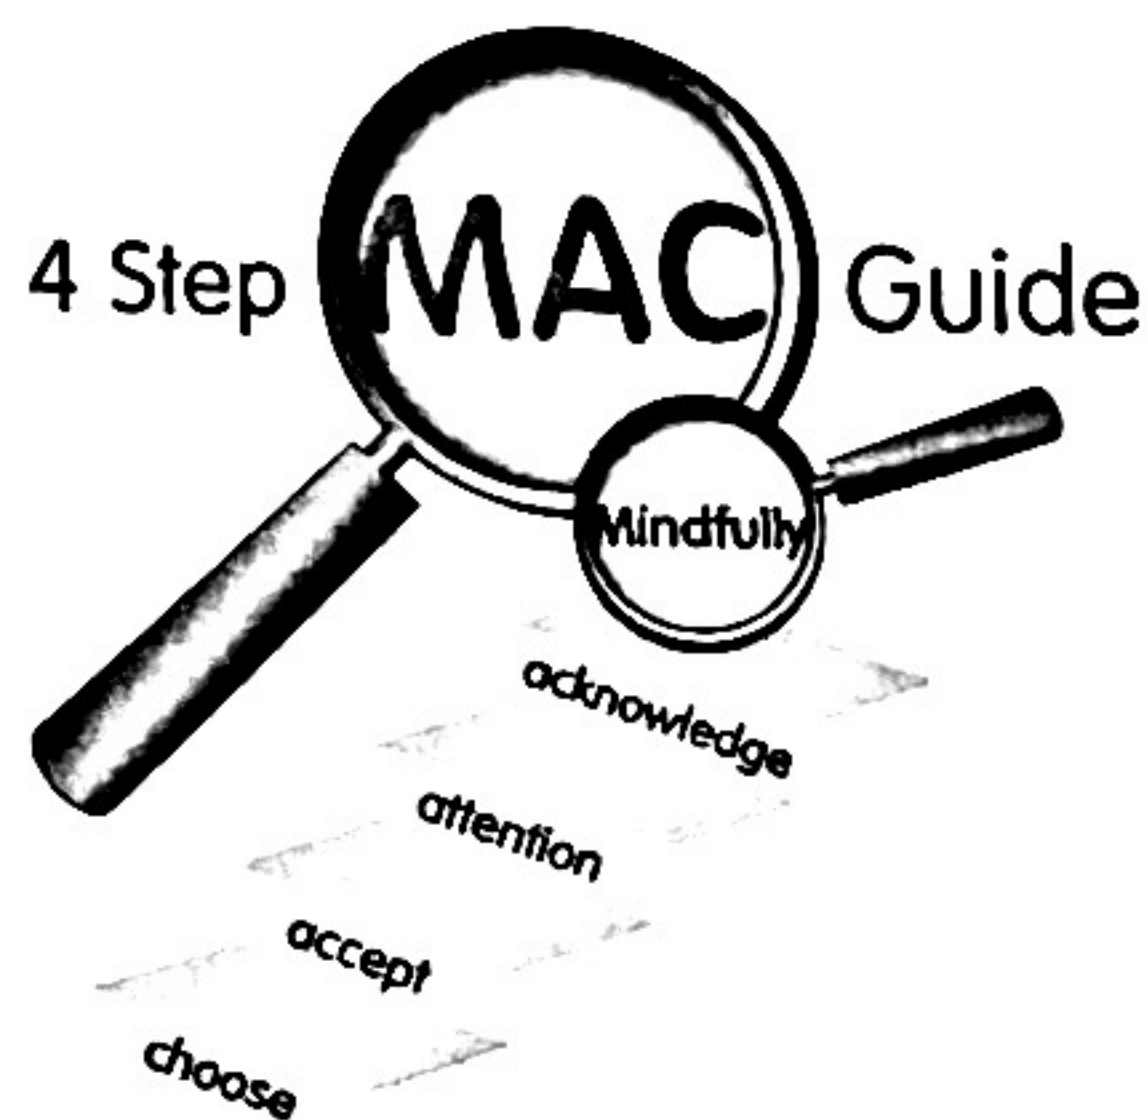 4 Step MAC Guide
Mindfully
acknowledge
attention
accept
choose